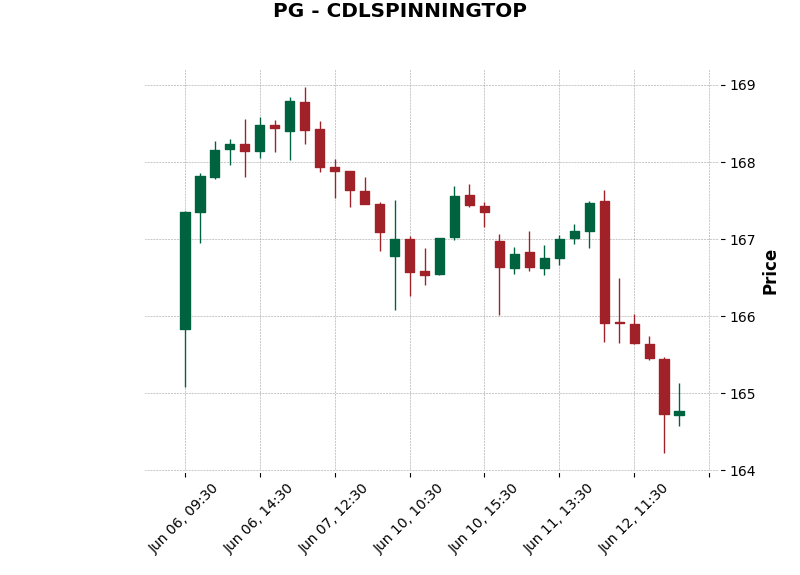 PG - CDLSPINNINGTOP
169
168
167
166
165
164
Price
Jun 06, 09:30
Jun 06, 14:30
Jun 07, 12:30
Jun 10, 10:30
Jun 10, 15:30
Jun 11, 13:30
Jun 12, 11:30